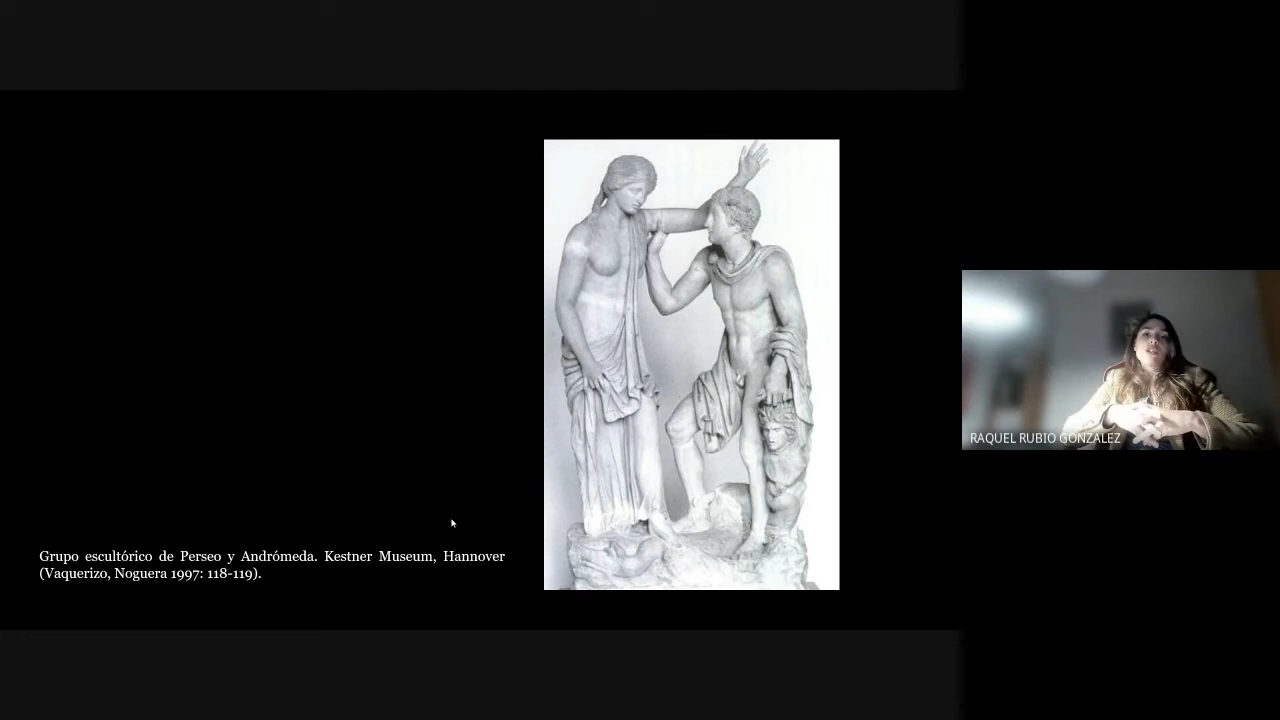 Grupo escultórico de Perseo y Andrómeda. Kestner Museum, Hannover
(Vaquerizo, Noguera 1997: 118-119).
RAQUEL RUBIO GONZALEZ